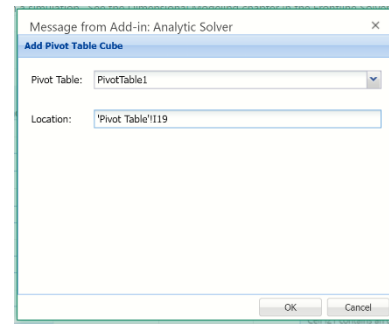 Message from Add-in: Analytic Solver
Add Pivot Table Cube
Pivot Table: PivotTable1
Location: 'Pivot Table'!I19
OK Cancel